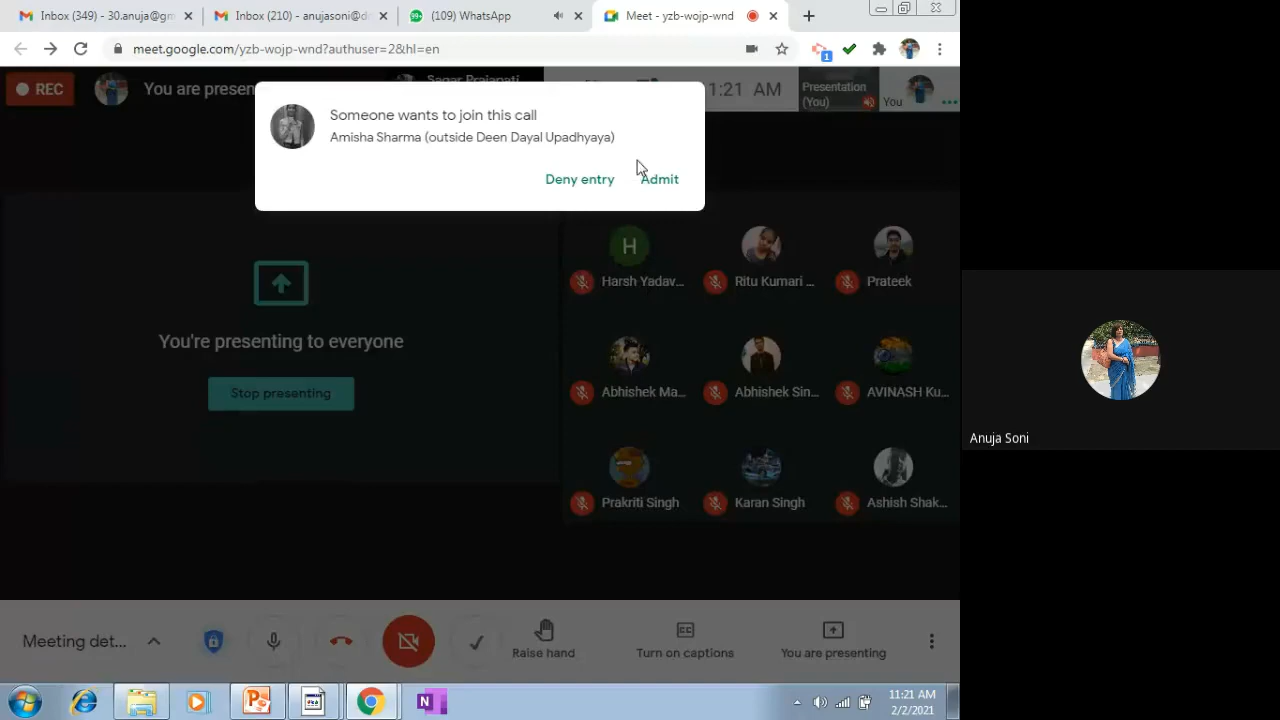 Inbox (349) - 30.anuja@gm
Inbox (210) - anujasoni@d
(109) WhatsApp
Meet - yzb-wojp-wnd
meet.google.com/yzb-wojp-wnd?authuser=2&hl=en
1
REC
You are presen
Sagar Prajapati
1:21 AM
Presentation
(You)
You
Someone wants to join this call
Amisha Sharma (outside Deen Dayal Upadhyaya)
Deny entry
Admit
You're presenting to everyone
Stop presenting
H
Harsh Yadav...
Ritu Kumari ...
Prateek
Abhishek Ma...
Abhishek Sin...
AVINASH Ku...
Prakriti Singh
Karan Singh
Ashish Shak...
Anuja Soni
Meeting det...
Raise hand
Turn on captions
You are presenting
11:21 AM
2/2/2021